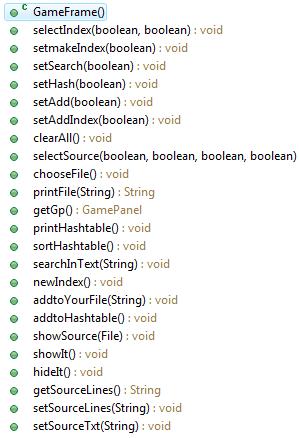 C GameFrame()
selectIndex(boolean, boolean) : void
setmakeIndex(boolean) : void
setSearch(boolean) : void
setHash(boolean) : void
setAdd(boolean) : void
setAddIndex(boolean) : void
clearAll() : void
selectSource(boolean, boolean, boolean, boolean)
chooseFile() : void
printFile(String) : String
getGp() : GamePanel
printHashtable() : void
sortHashtable() : void
searchInText(String) : void
newIndex() : void
addtoYourFile(String) : void
addtoHashtable() : void
showSource(File) : void
showIt() : void
hideIt() : void
getSourceLines() : String
setSourceLines(String) : void
setSourceTxt(String) : void